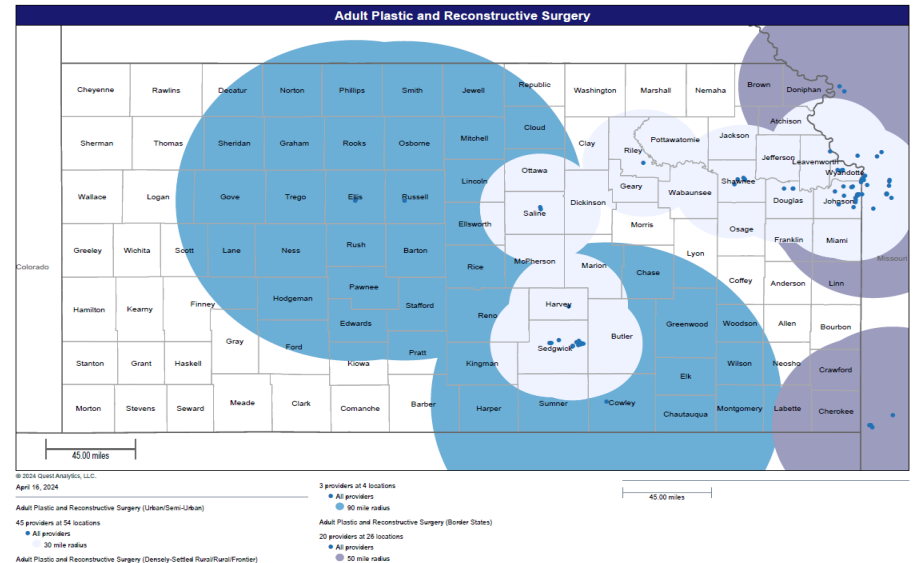 Adult Plastic and Reconstructive Surgery
Cheyenne Rawlins Decatur Norton Phillips Smith Jewell Republic Washington Marshall Nemaha Brown Doniphan
Atchison
Sherman Thomas Sheridan Graham Rooks Osborne Mitchell Cloud Clay Riley Pottawatomie Jackson Jefferson Leavenworth
Wyandotte
Wallace Logan Gove Trego Ellis Russell Lincoln Ottawa Geary Wabaunsee Shawnee Douglas Johnson
Saline Dickinson
Ellsworth Morris Osage Franklin Miami
Greeley Wichita Scott Lane Ness Rush Barton Rice McPherson Marion Chase Lyon
Colorado Missouri
Coffey Anderson Linn
Hamilton Kearny Finney Hodgeman Pawnee Stafford Reno Harvey
Edwards Greenwood Woodson Allen Bourbon
Gray Ford Butler
Sedgwick
Stanton Grant Haskell Kiowa Pratt Kingman Elk Wilson Neosho Crawford
Morton Stevens Seward Meade Clark Comanche Barber Harper Sumner Cowley Chautauqua Montgomery Labette Cherokee
45.00 miles
© 2024 Quest Analytics, LLC.
April 16, 2024
Adult Plastic and Reconstructive Surgery (Urban/Semi-Urban)
45 providers at 54 locations
All providers
30 mile radius
Adult Plastic and Reconstructive Surgery (Densely-Settled Rural/Rural/Frontier)
3 providers at 4 locations
All providers
90 mile radius
Adult Plastic and Reconstructive Surgery (Border States)
20 providers at 26 locations
All providers
50 mile radius
45.00 miles